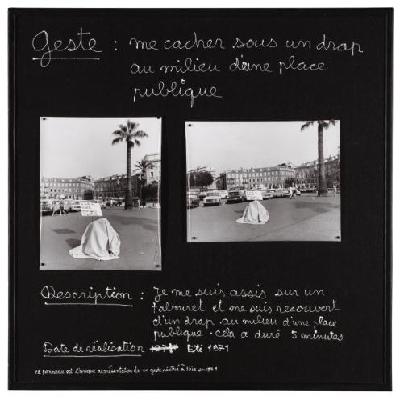 Geste : me cacher sous un drap
au milieu d'une place
publique
Description : Je me suis assis sur un
tabouret et me suis recouvert
d'un drap au milieu d'une place
publique. cela a duré 5 minutes
Date de réalisation Eté 1971
ce panneau est l'unique représentation de ce geste réalisé à Nice en